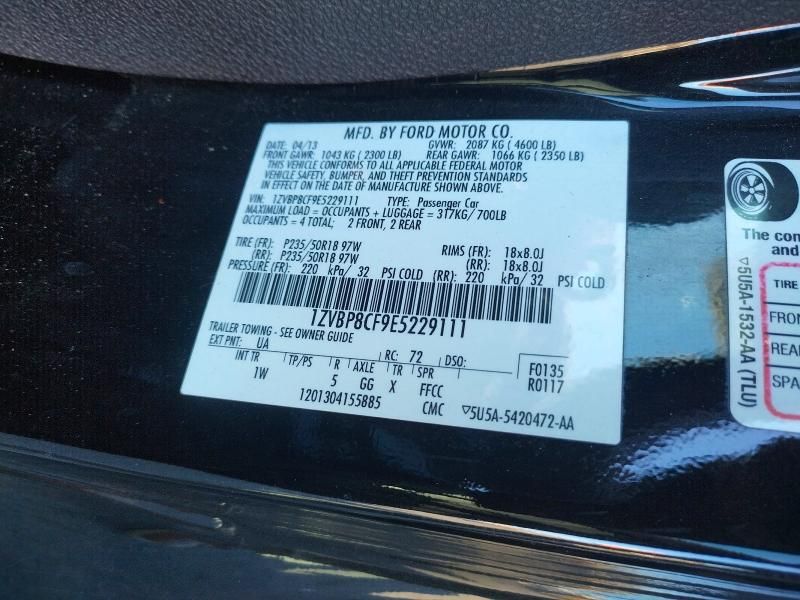 MFD. BY FORD MOTOR CO.
DATE: 04/13 GVWR: 2087 KG ( 4600 LB)
FRONT GAWR: 1043 KG ( 2300 LB) REAR GAWR: 1066 KG ( 2350 LB)
THIS VEHICLE CONFORMS TO ALL APPLICABLE FEDERAL MOTOR
VEHICLE SAFETY, BUMPER, AND THEFT PREVENTION STANDARDS
IN EFFECT ON THE DATE OF MANUFACTURE SHOWN ABOVE.
VIN: 1ZVBP8CF9E5229111 TYPE: Passenger Car
MAXIMUM LOAD = OCCUPANTS + LUGGAGE = 317KG/700LB
OCCUPANTS = 4 TOTAL; 2 FRONT, 2 REAR
TIRE (FR): P235/50R18 97W RIMS (FR): 18x8.0J
(RR): P235/50R18 97W (RR): 18x8.0J
PRESSURE (FR): 220 kPa/ 32 PSI COLD (RR): 220 kPa/ 32 PSI COLD
1ZVBP8CF9E5229111
TRAILER TOWING - SEE OWNER GUIDE
EXT PNT: UA RC: 72 DSO: F0135
INT TR TP/PS R AXLE TR SPR R0117
1W 5 GG X FFCC
1201304155885 CMC ▽5U5A-5420472-AA
▽5U5A-1532-AA (TLU)
The con
and
TIRE
FRON
REA
SPA